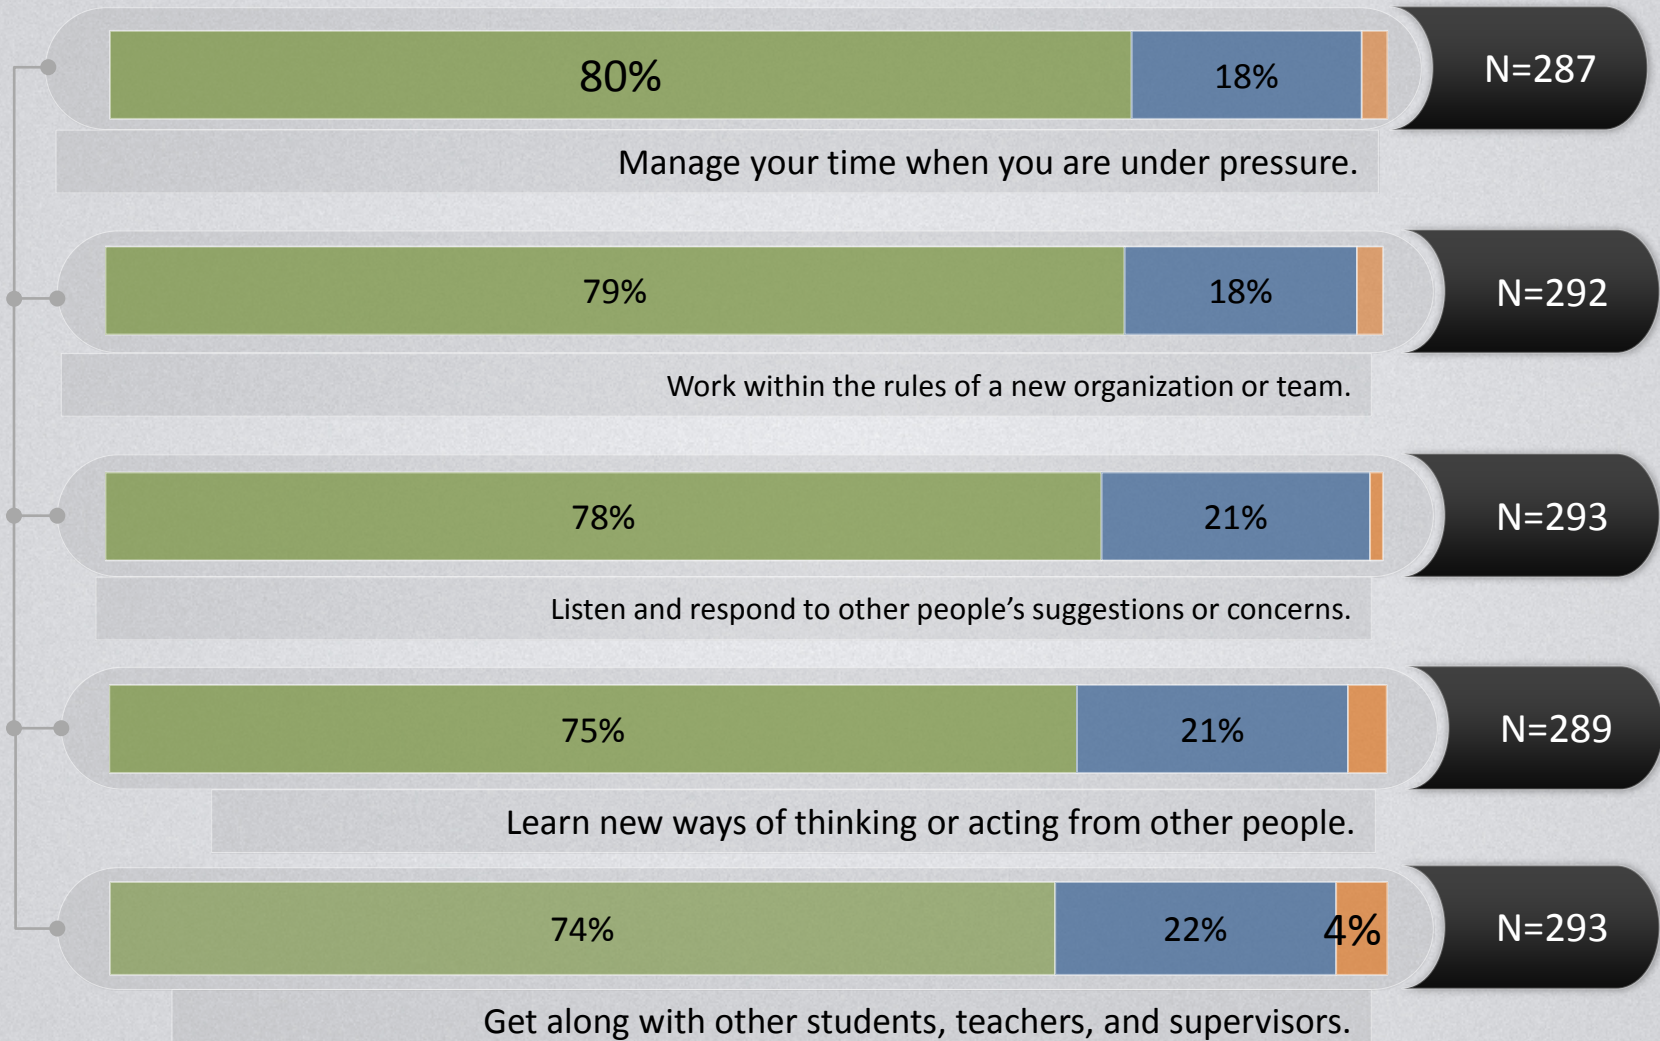 80% 18% N=287
Manage your time when you are under pressure.
79% 18% N=292
Work within the rules of a new organization or team.
78% 21% N=293
Listen and respond to other people’s suggestions or concerns.
75% 21% N=289
Learn new ways of thinking or acting from other people.
74% 22% 4% N=293
Get along with other students, teachers, and supervisors.